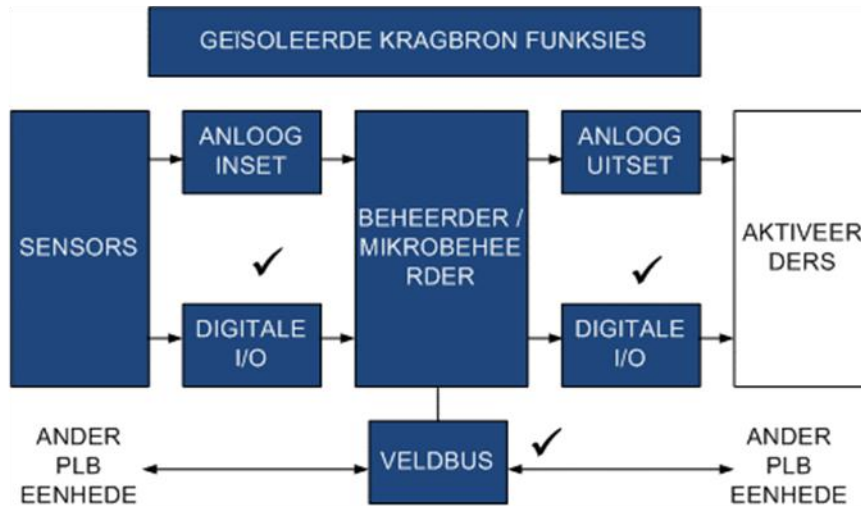 GEÏSOLEERDE KRAGBRON FUNKSIES
SENSORS
ANLOOG
INSET
DIGITALE
I/O
BEHEERDER /
MIKROBEHEE
RDER
ANLOOG
UITSET
DIGITALE
I/O
AKTIVEER
DERS
ANDER
PLB
EENHEDE
VELDBUS
ANDER
PLB
EENHEDE